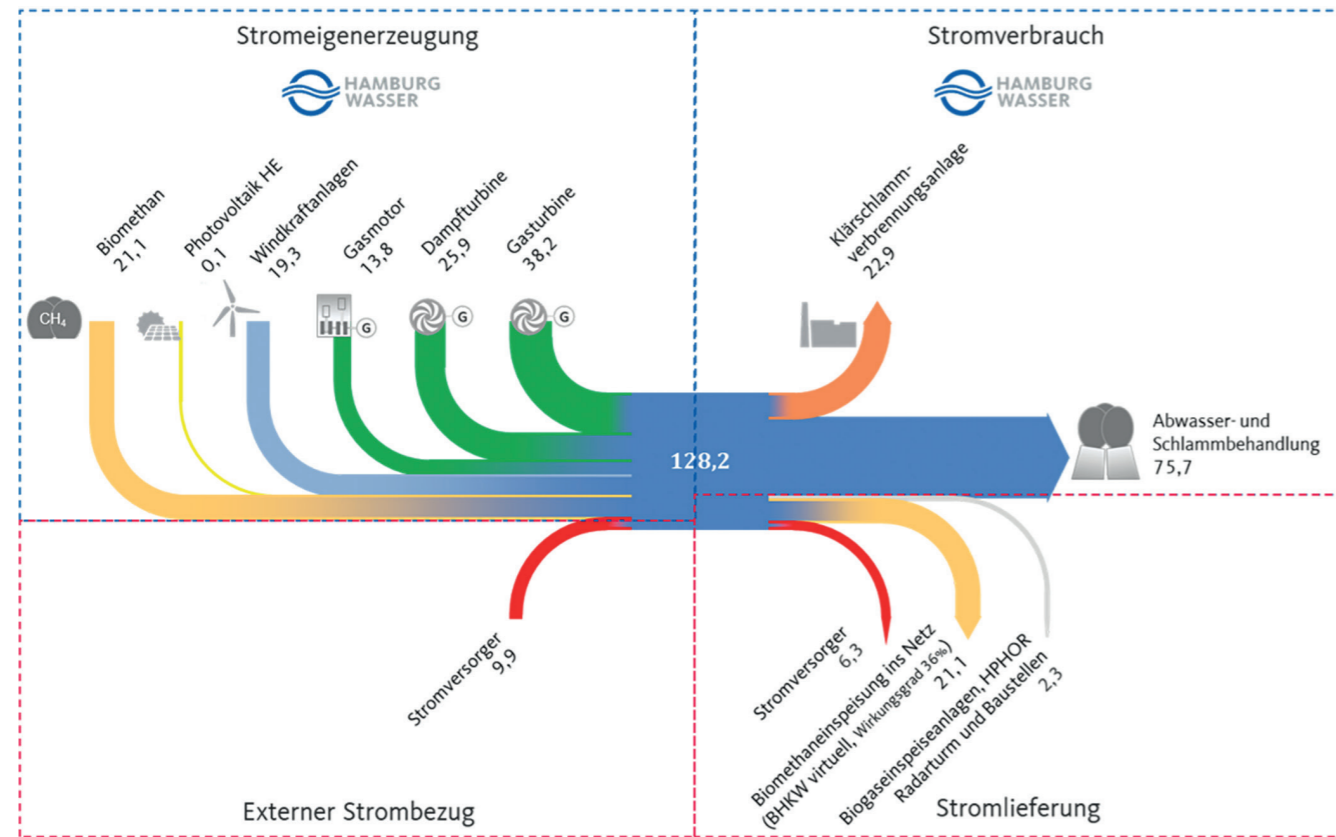 Stromeigenerzeugung
HAMBURG
WASSER
Stromverbrauch
HAMBURG
WASSER
Biomethan
21,1
Photovoltaik HE
0,1
Windkraftanlagen
19,3
Gasmotor
13,8
Dampfturbine
25,9
Gasturbine
38,2
Klärschlamm-
verbrennungsanlage
22,9
CH₄
G
G
G
128,2
Abwasser- und
Schlammbehandlung
75,7
Stromversorger
9,9
Stromversorger
6,3
Biomethaneinspeisung ins Netz
(BHKW virtuell, Wirkungsgrad 36%)
21,1
Biogaseinspeiseanlagen, HPHOR
Radarturm und Baustellen
2,3
Externer Strombezug
Stromlieferung